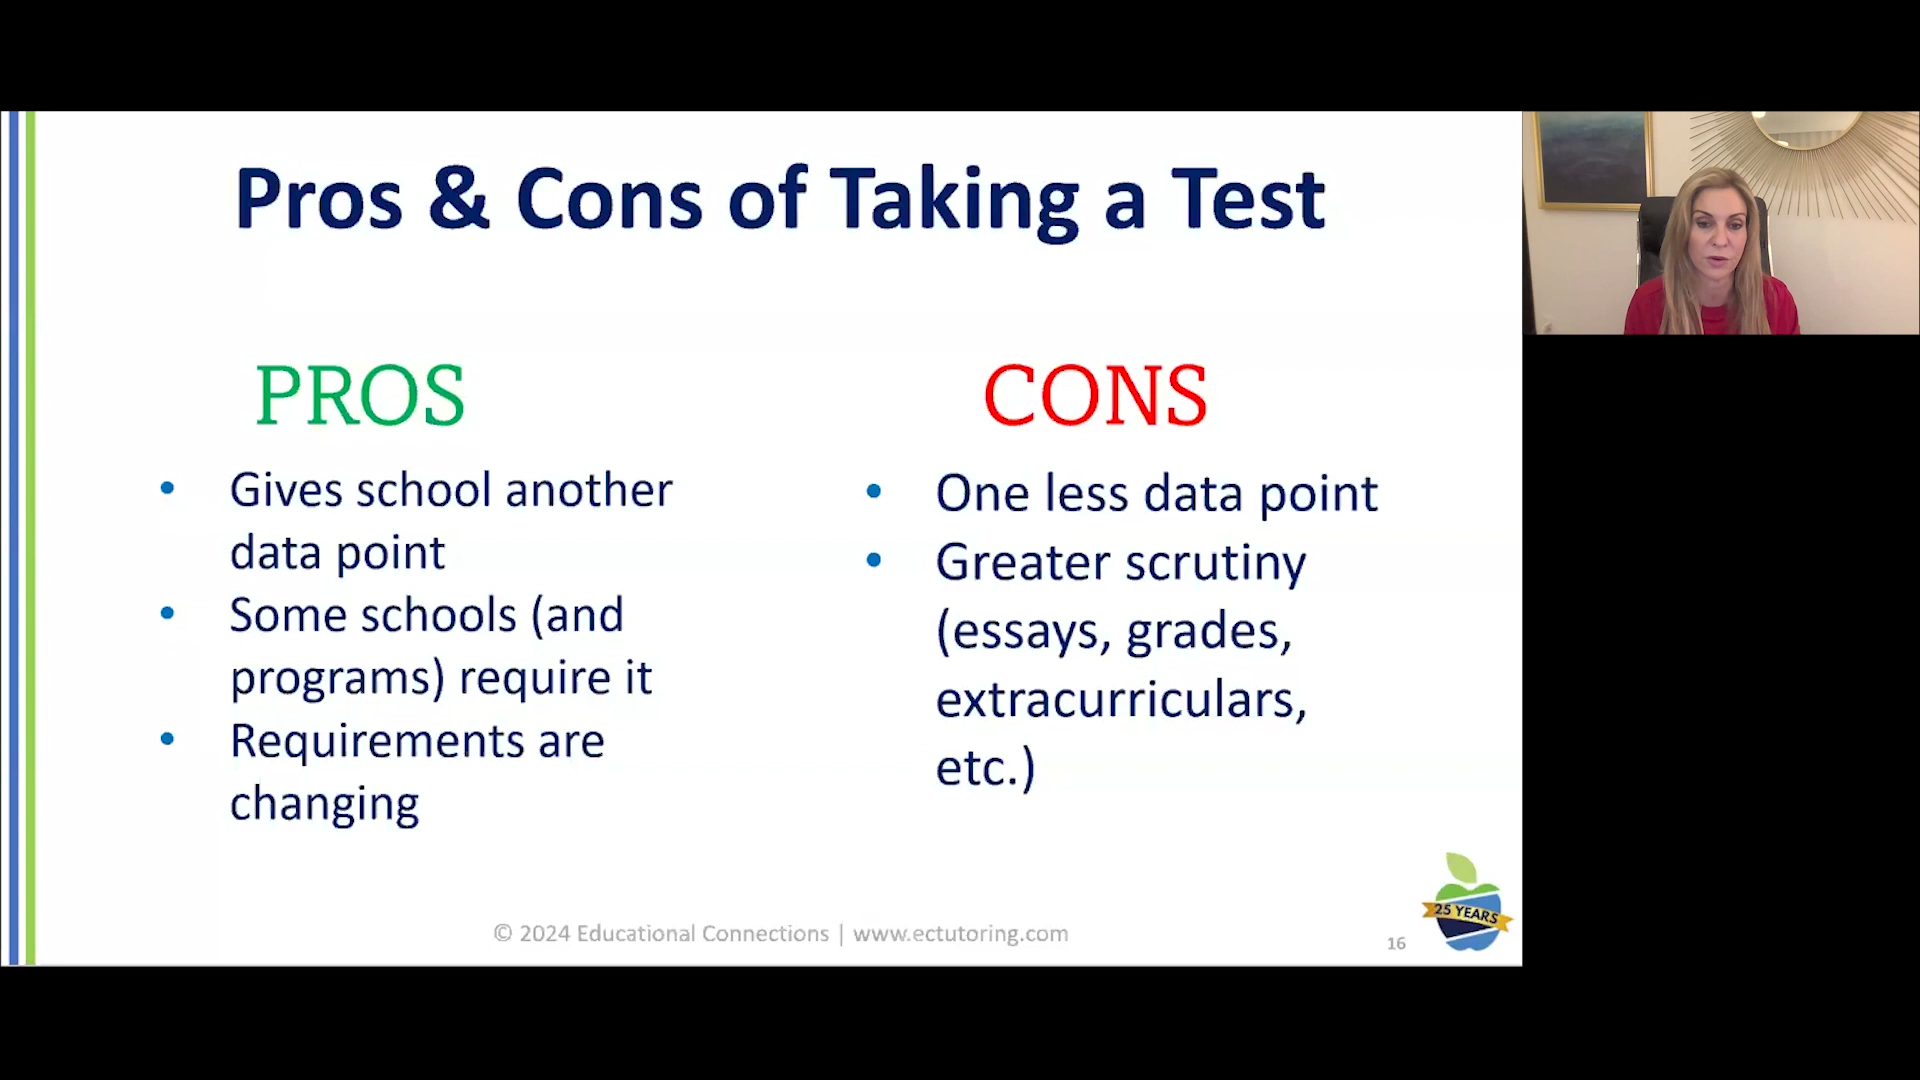 Pros & Cons of Taking a Test
PROS
• Gives school another
data point
• Some schools (and
programs) require it
• Requirements are
changing
CONS
• One less data point
• Greater scrutiny
(essays, grades,
extracurriculars,
etc.)
© 2024 Educational Connections | www.ectutoring.com
16
25 YEARS